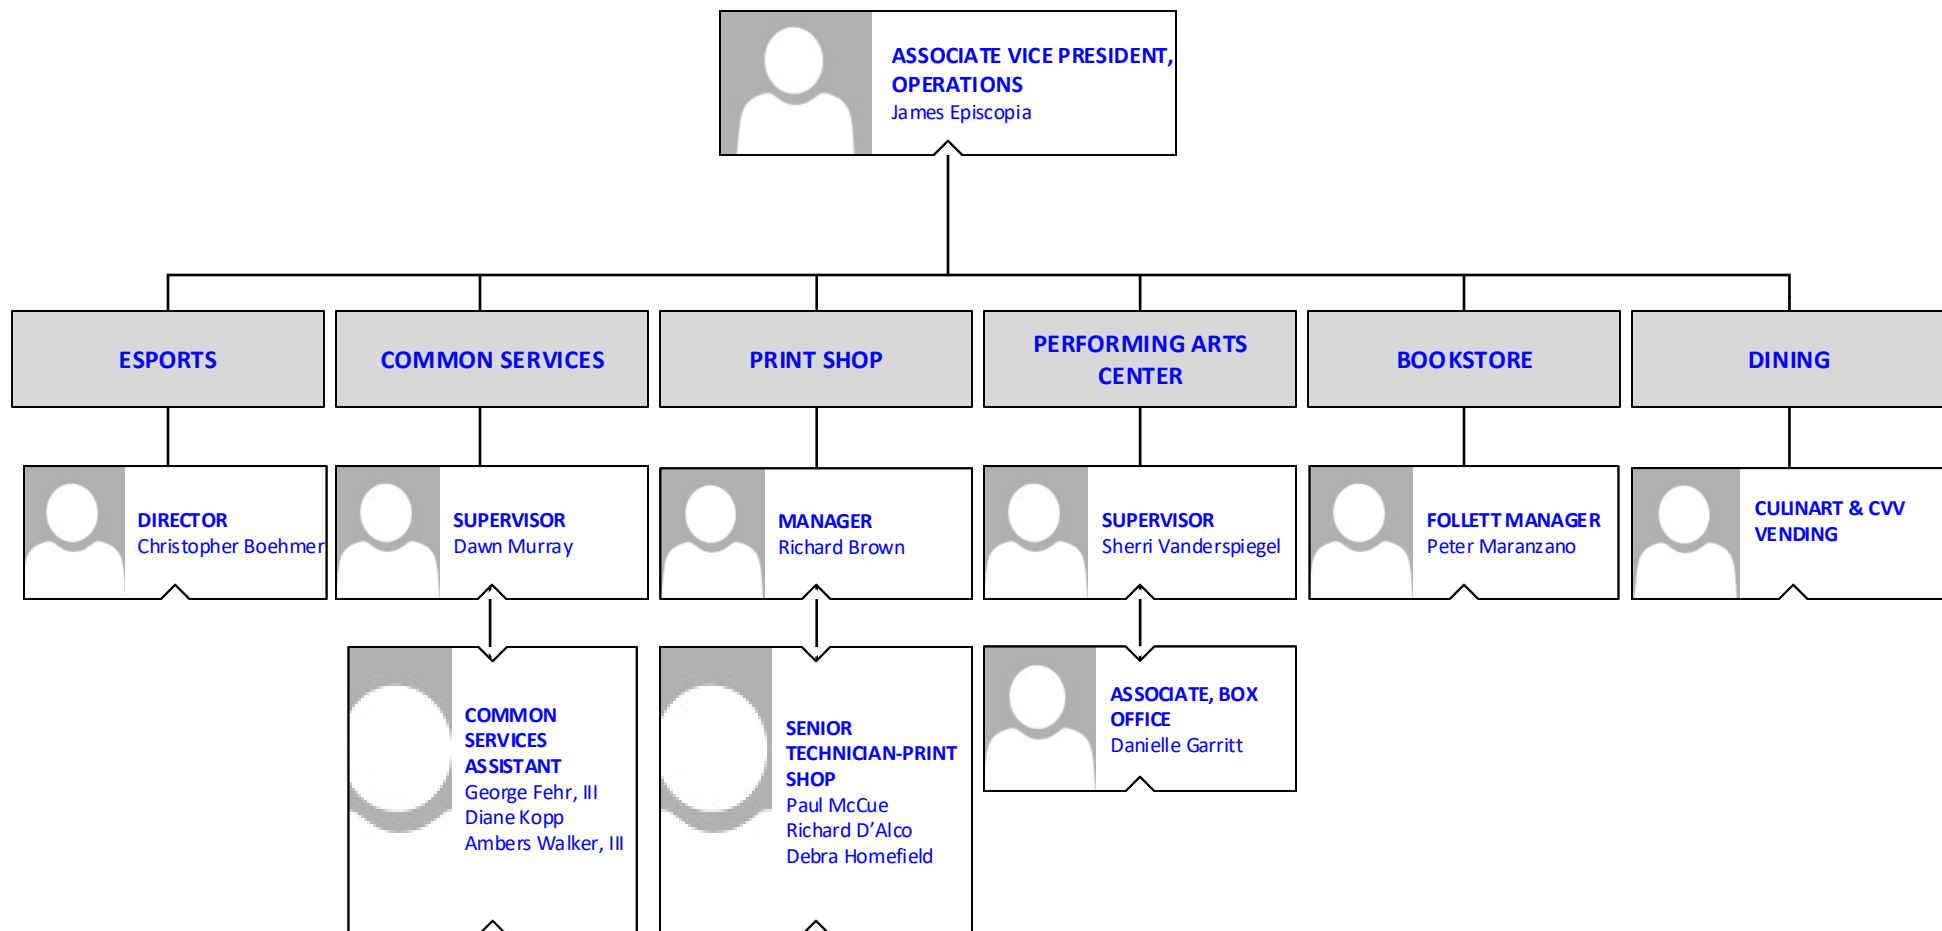 ASSOCIATE VICE PRESIDENT,
OPERATIONS
James Episcopia
ESPORTS
COMMON SERVICES
PRINT SHOP
PERFORMING ARTS
CENTER
BOOKSTORE
DINING
DIRECTOR
Christopher Boehmer
SUPERVISOR
Dawn Murray
MANAGER
Richard Brown
SUPERVISOR
Sherri Vanderspiegel
FOLLETT MANAGER
Peter Maranzano
CULINART & CVV
VENDING
COMMON
SERVICES
ASSISTANT
George Fehr, III
Diane Kopp
Ambers Walker, III
SENIOR
TECHNICIAN-PRINT
SHOP
Paul McCue
Richard D’Alco
Debra Homefield
ASSOCIATE, BOX
OFFICE
Danielle Garritt